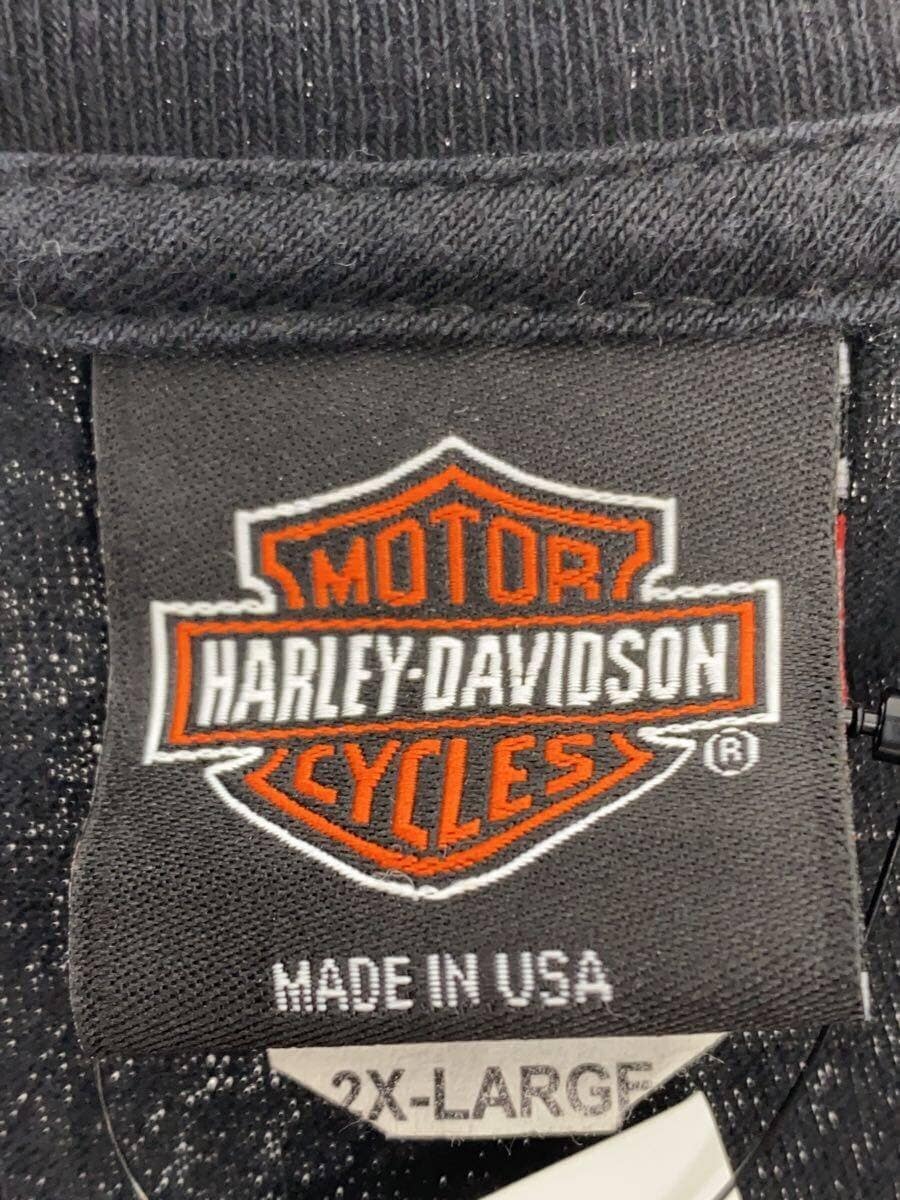 MOTOR
HARLEY-DAVIDSON
CYCLES
®
MADE IN USA
2X-LARGE